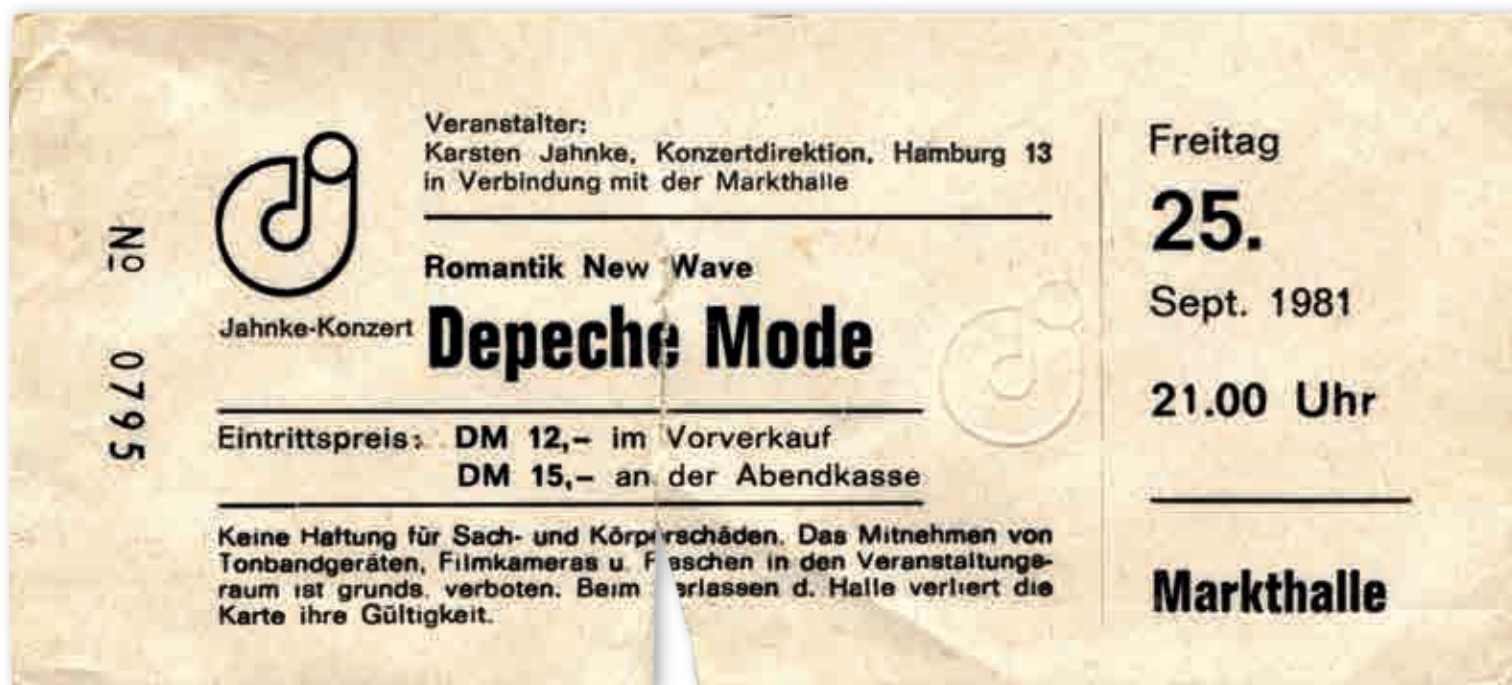 Nº 0795
Jahnke-Konzert
Veranstalter:
Karsten Jahnke, Konzertdirektion, Hamburg 13
in Verbindung mit der Markthalle
Romantik New Wave
Depeche Mode
Eintrittspreis: DM 12,– im Vorverkauf
DM 15,– an der Abendkasse
Keine Haftung für Sach- und Körperschäden. Das Mitnehmen von
Tonbandgeräten, Filmkameras u. Flaschen in den Veranstaltungs-
raum ist grunds. verboten. Beim Verlassen d. Halle verliert die
Karte ihre Gültigkeit.
Freitag
25.
Sept. 1981
21.00 Uhr
Markthalle